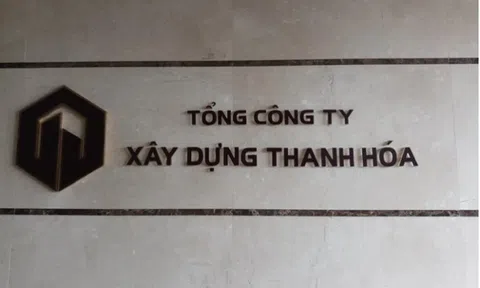 TỔNG CÔNG TY
XÂY DỰNG THANH HÓA